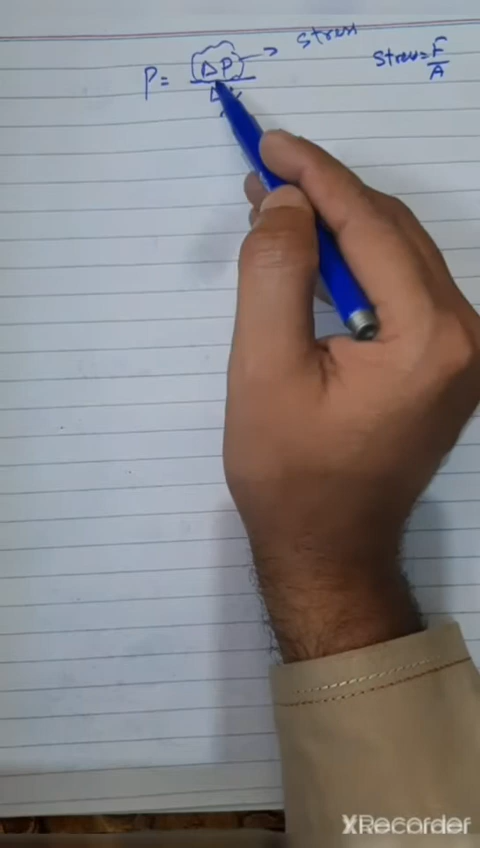 P = ΔP → stress
Stress = F
A
Δ
XRecorder